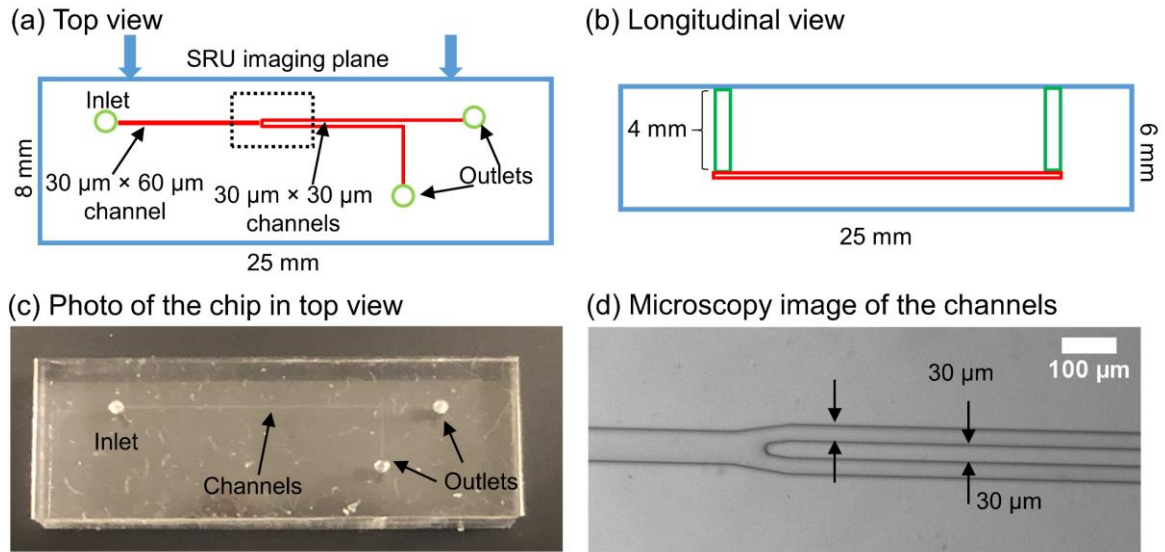 (a) Top view
SRU imaging plane
Inlet
8 mm
30 µm × 60 µm
channel
30 µm × 30 µm
channels
Outlets
25 mm
(b) Longitudinal view
4 mm
6 mm
25 mm
(c) Photo of the chip in top view
Inlet
Channels
Outlets
(d) Microscopy image of the channels
100 µm
30 µm
30 µm